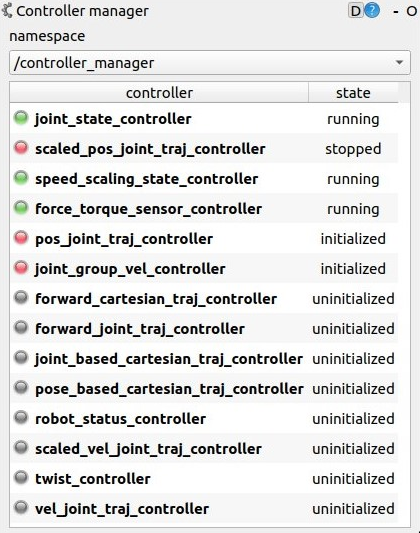 Controller manager D ? - O
namespace
/controller_manager
controller state
joint_state_controller running
scaled_pos_joint_traj_controller stopped
speed_scaling_state_controller running
force_torque_sensor_controller running
pos_joint_traj_controller initialized
joint_group_vel_controller initialized
forward_cartesian_traj_controller uninitialized
forward_joint_traj_controller uninitialized
joint_based_cartesian_traj_controller uninitialized
pose_based_cartesian_traj_controller uninitialized
robot_status_controller uninitialized
scaled_vel_joint_traj_controller uninitialized
twist_controller uninitialized
vel_joint_traj_controller uninitialized